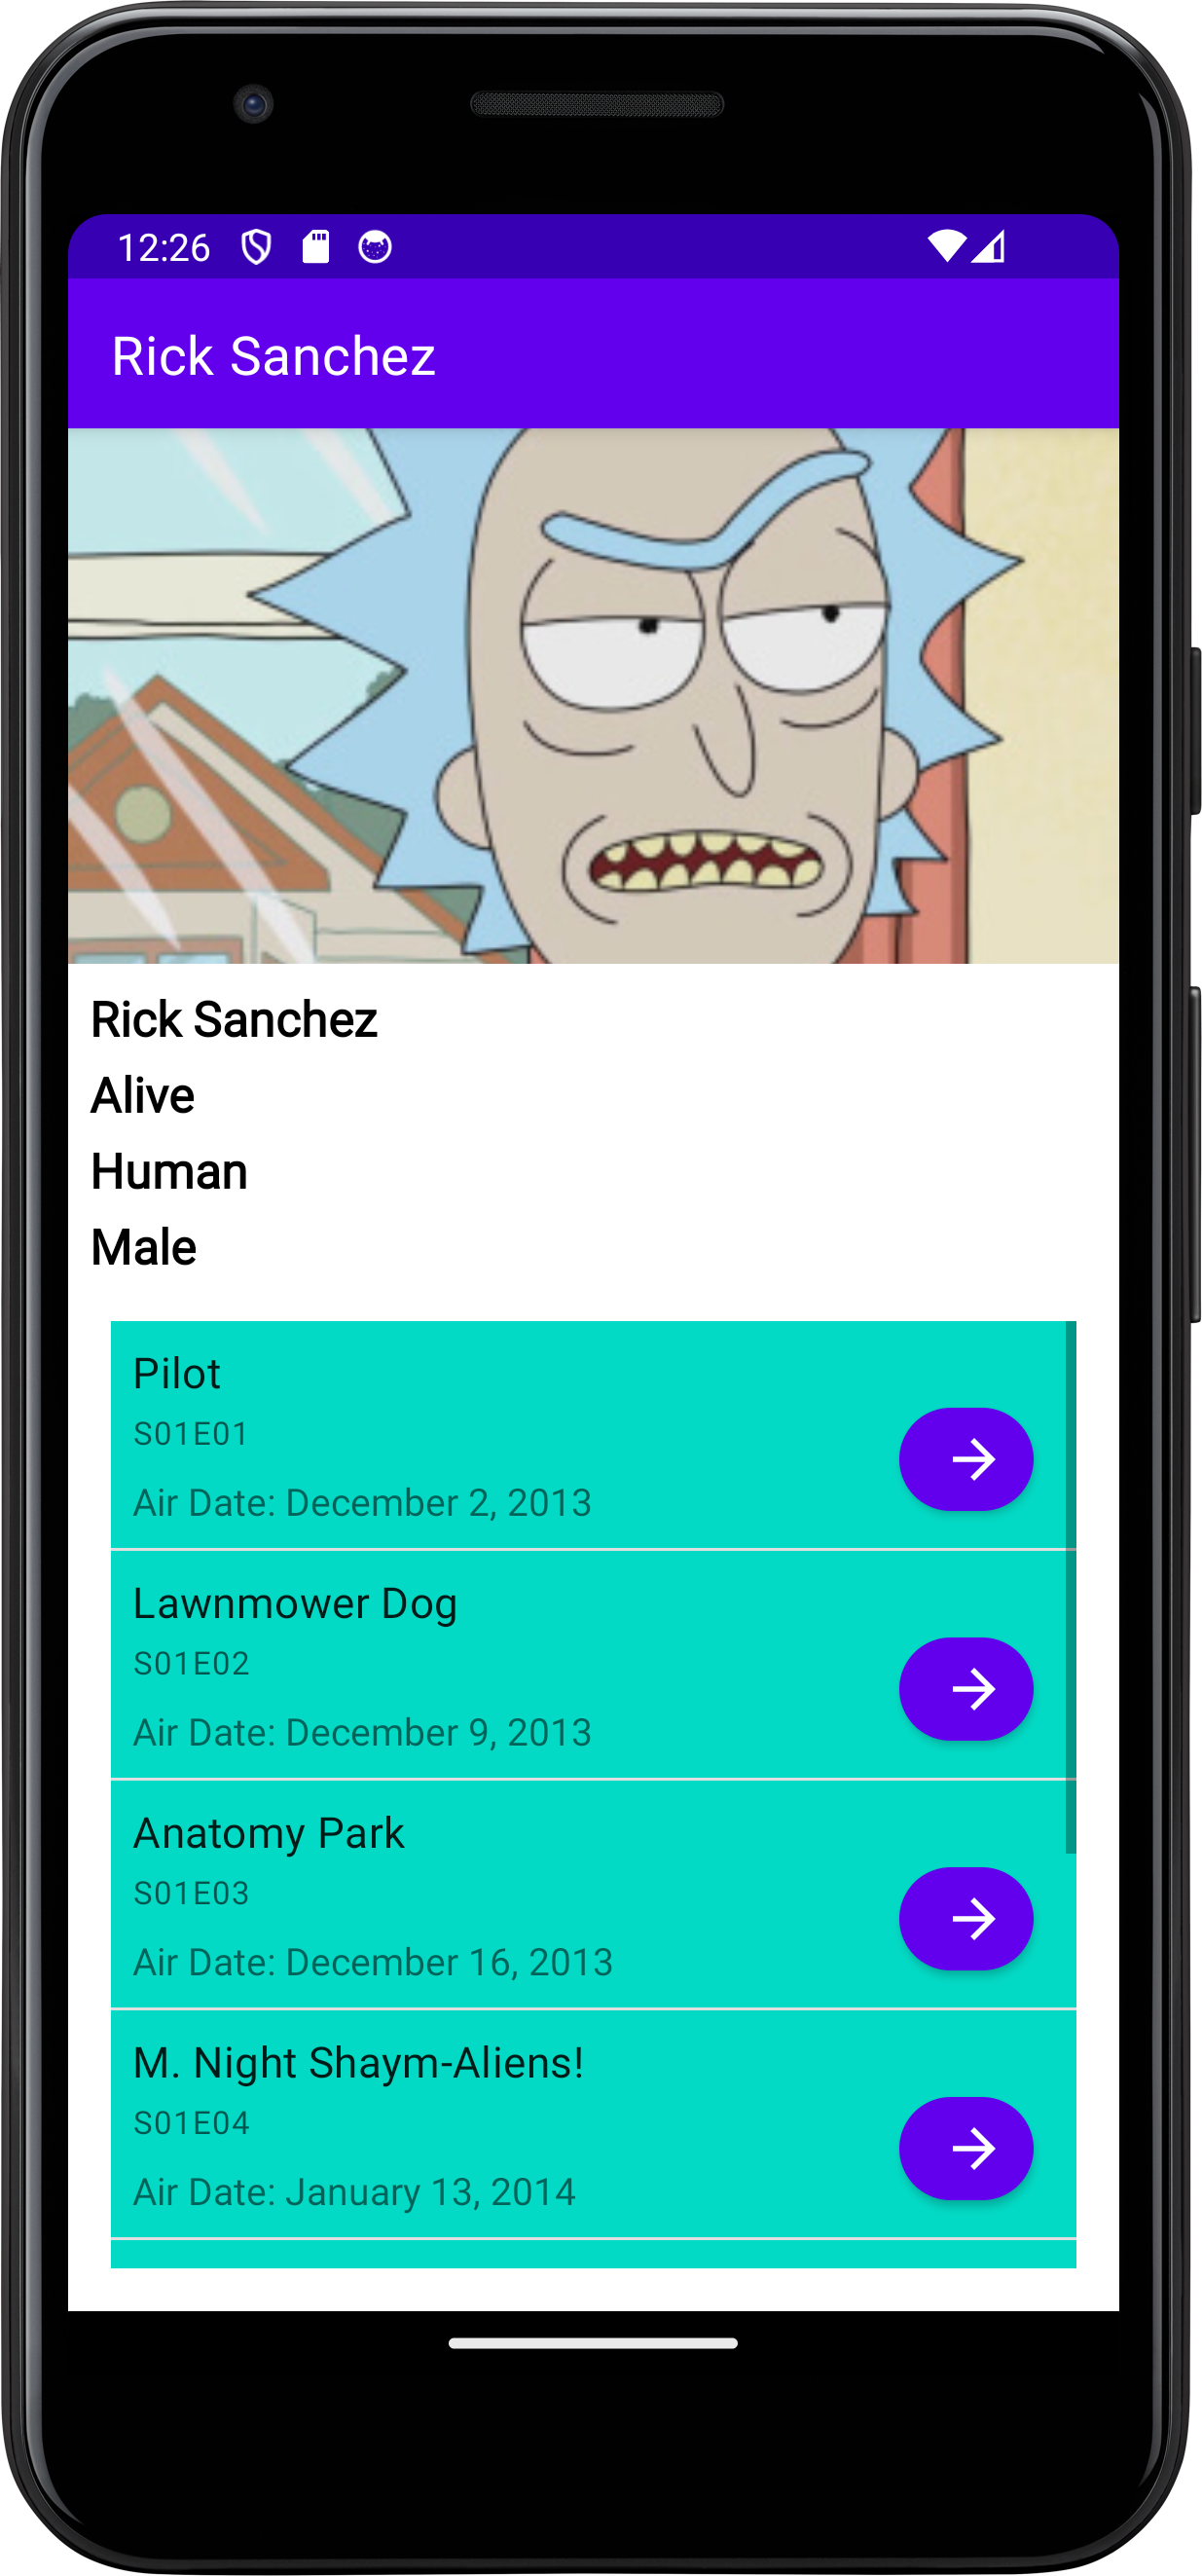 12:26
Rick Sanchez
Rick Sanchez
Alive
Human
Male
Pilot
S01E01
Air Date: December 2, 2013
Lawnmower Dog
S01E02
Air Date: December 9, 2013
Anatomy Park
S01E03
Air Date: December 16, 2013
M. Night Shaym-Aliens!
S01E04
Air Date: January 13, 2014